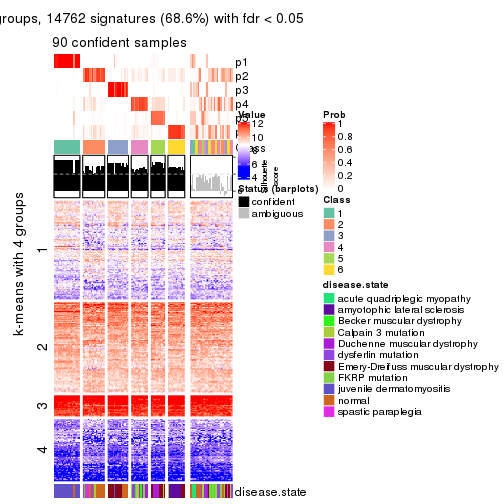 groups, 14762 signatures (68.6%) with fdr < 0.05
90 confident samples
p1
p2
p3
p4
Value
12
10
8
6
4
Class
Silhouette
score
Status (barplots)
confident
ambiguous
Prob
1
0.8
0.6
0.4
0.2
0
Class
1
2
3
4
5
6
disease.state
acute quadriplegic myopathy
amyotrophic lateral sclerosis
Becker muscular dystrophy
Calpain 3 mutation
Duchenne muscular dystrophy
dysferlin mutation
Emery-Dreifuss muscular dystrophy
FKRP mutation
juvenile dermatomyositis
normal
spastic paraplegia
k-means with 4 groups
1
2
3
4
disease.state